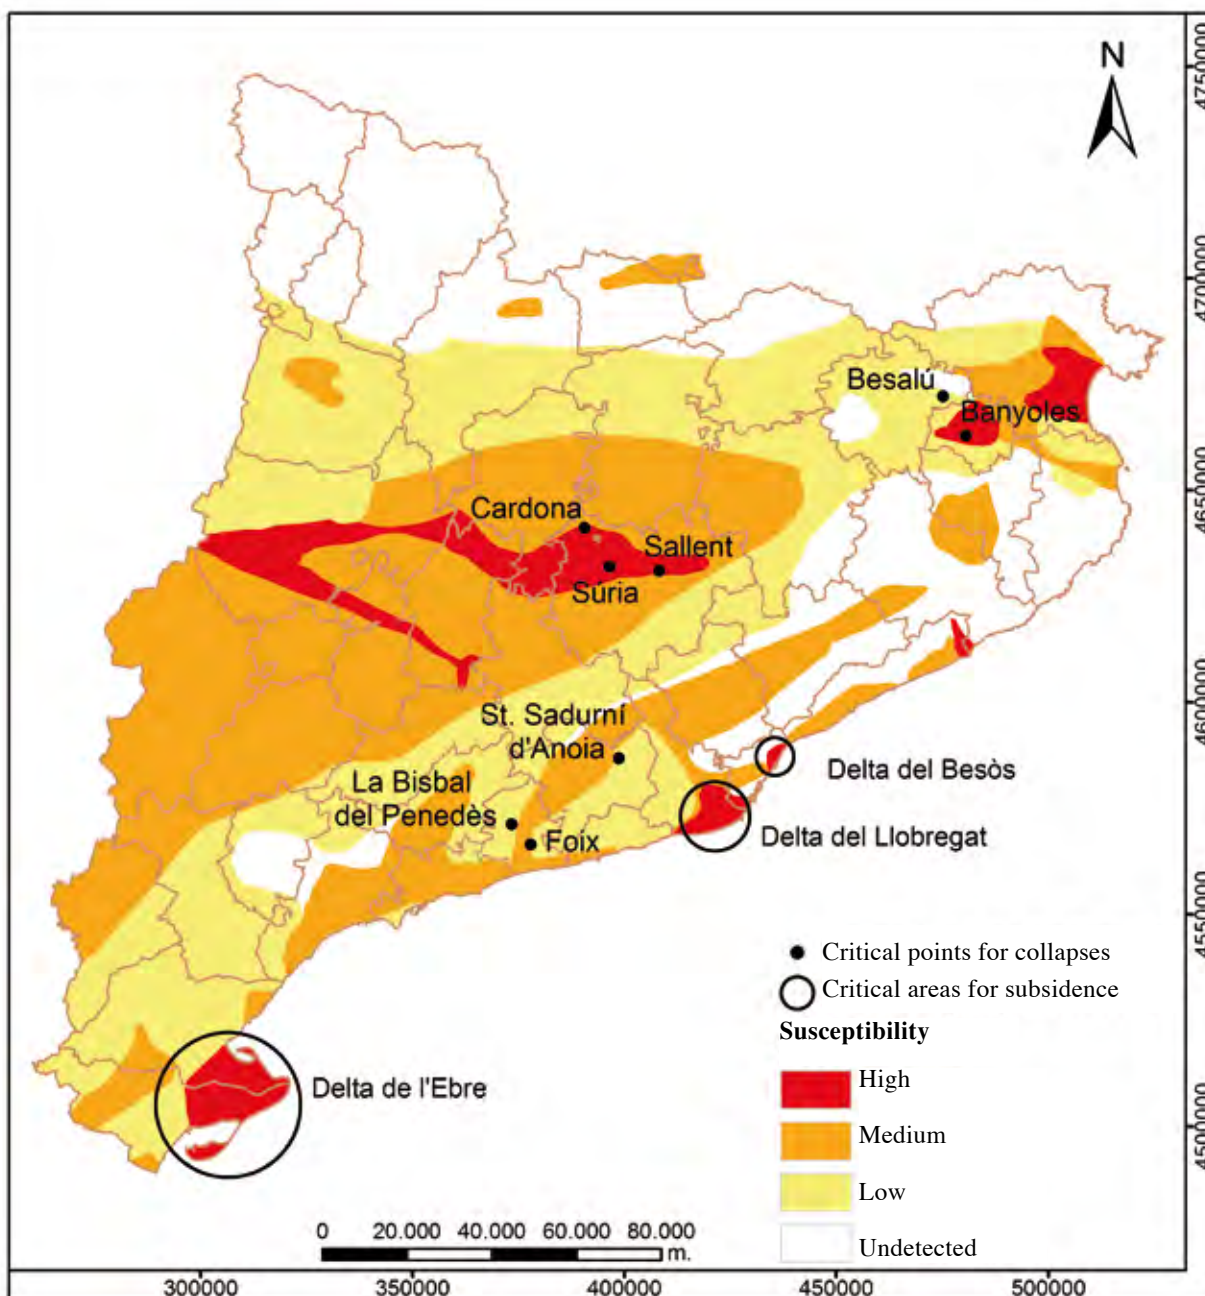 N
Besalú
Banyoles
Cardona
Sallent
Súria
St. Sadurní
d'Anoia
La Bisbal
del Penedès
Foix
Delta del Besòs
Delta del Llobregat
Delta de l'Ebre
Critical points for collapses
Critical areas for subsidence
Susceptibility
High
Medium
Low
Undetected
0 20.000 40.000 60.000 80.000
m.
300000 350000 400000 450000 500000
4750000
4700000
4650000
4600000
4550000
4500000